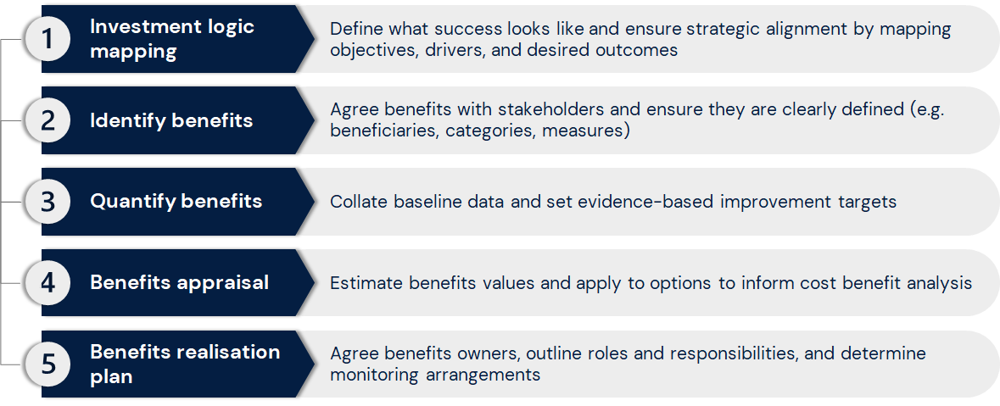 1
Investment logic
mapping
Define what success looks like and ensure strategic alignment by mapping
objectives, drivers, and desired outcomes
2
Identify benefits
Agree benefits with stakeholders and ensure they are clearly defined (e.g.
beneficiaries, categories, measures)
3
Quantify benefits
Collate baseline data and set evidence-based improvement targets
4
Benefits appraisal
Estimate benefits values and apply to options to inform cost benefit analysis
5
Benefits realisation
plan
Agree benefits owners, outline roles and responsibilities, and determine
monitoring arrangements